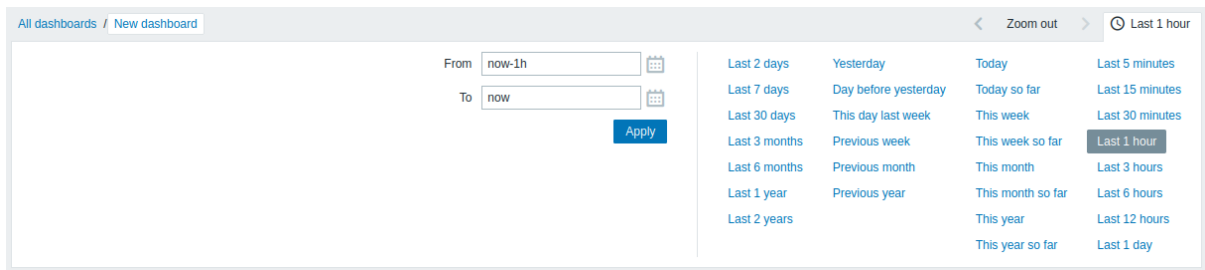 All dashboards / New dashboard
Zoom out
Last 1 hour
From now-1h
To now
Apply
Last 2 days
Last 7 days
Last 30 days
Last 3 months
Last 6 months
Last 1 year
Last 2 years
Yesterday
Day before yesterday
This day last week
Previous week
Previous month
Previous year
Today
Today so far
This week
This week so far
This month
This month so far
This year
This year so far
Last 5 minutes
Last 15 minutes
Last 30 minutes
Last 1 hour
Last 3 hours
Last 6 hours
Last 12 hours
Last 1 day